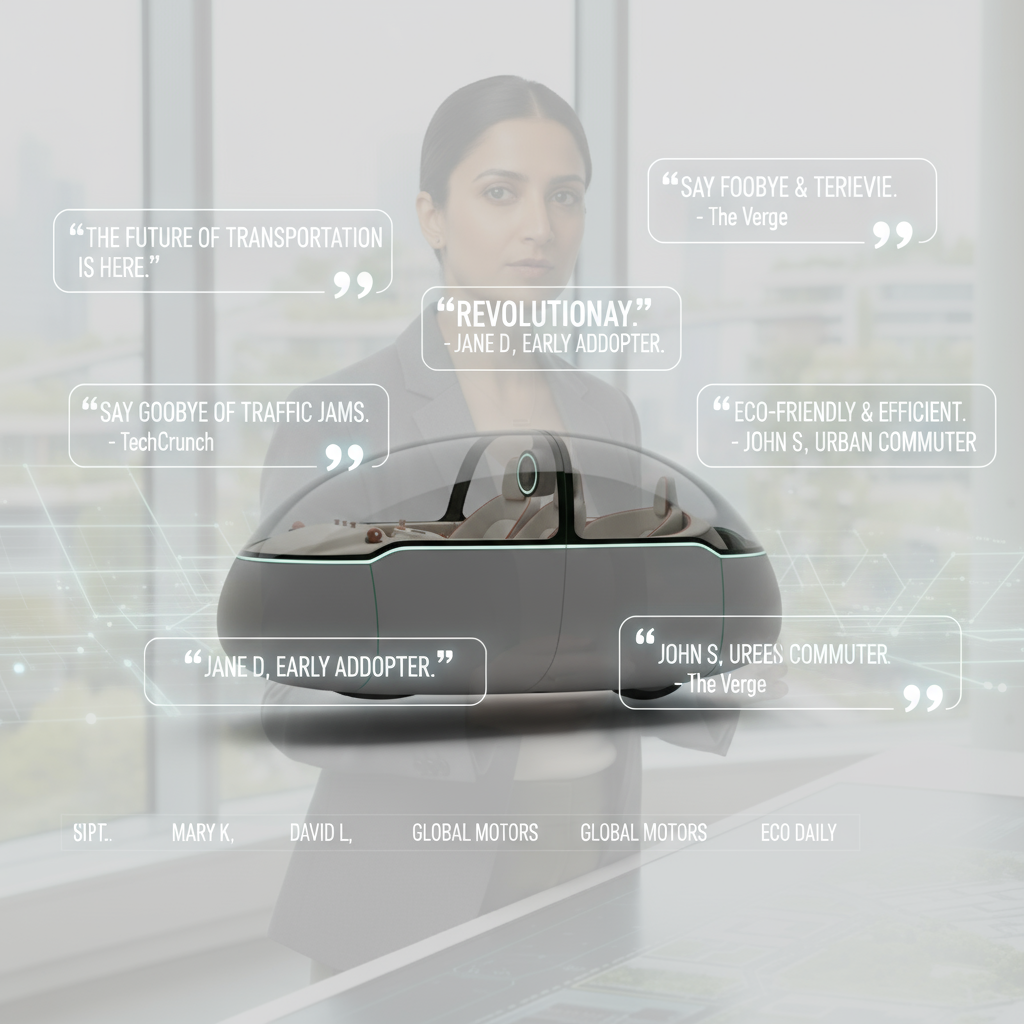 “SAY FOOBYE & TERIEVIE.
- The Verge ”
“THE FUTURE OF TRANSPORTATION
IS HERE.” ”
“REVOLUTIONAY.”
- JANE D, EARLY ADDOPTER.
“SAY GOOBYE OF TRAFFIC JAMS.
- TechCrunch ”
“ECO-FRIENDLY & EFFICIENT.
- JOHN S, URBAN COMMUTER
“JANE D, EARLY ADDOPTER.”
“JOHN S, UREES COMMUTER.
- The Verge ”
SIPT.. MARY K, DAVID L, GLOBAL MOTORS GLOBAL MOTORS ECO DAILY